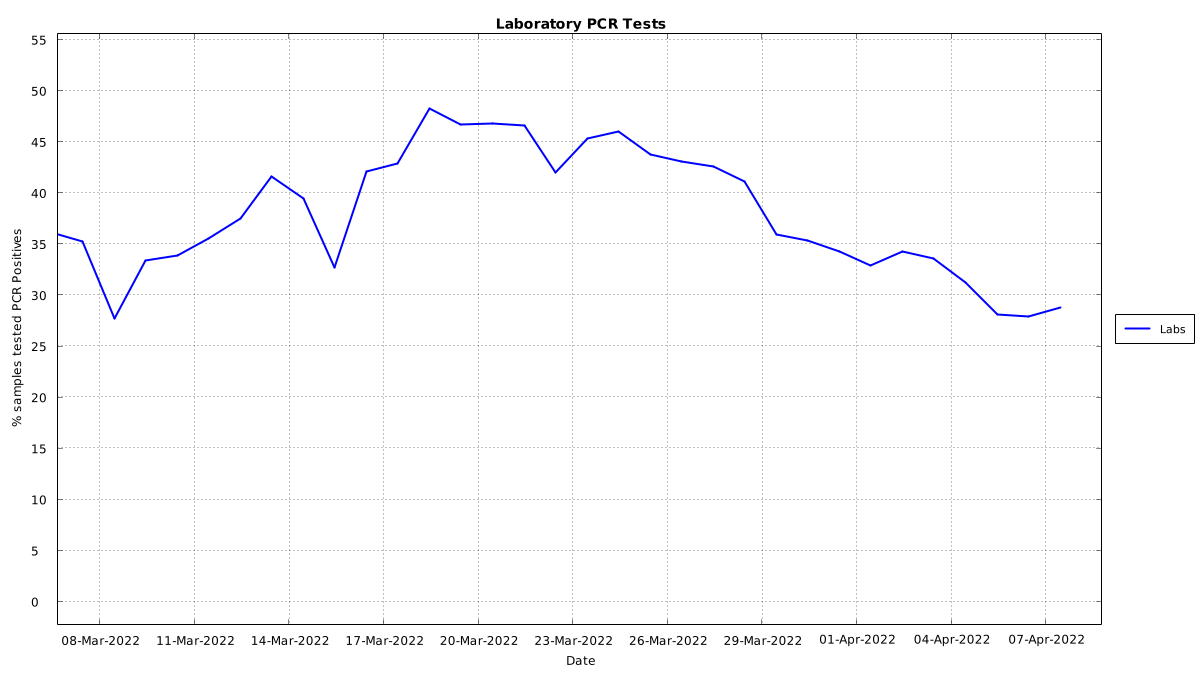 Laboratory PCR Tests
% samples tested PCR Positives
55
50
45
40
35
30
25
20
15
10
5
0
08-Mar-2022 11-Mar-2022 14-Mar-2022 17-Mar-2022 20-Mar-2022 23-Mar-2022 26-Mar-2022 29-Mar-2022 01-Apr-2022 04-Apr-2022 07-Apr-2022
Date
Labs